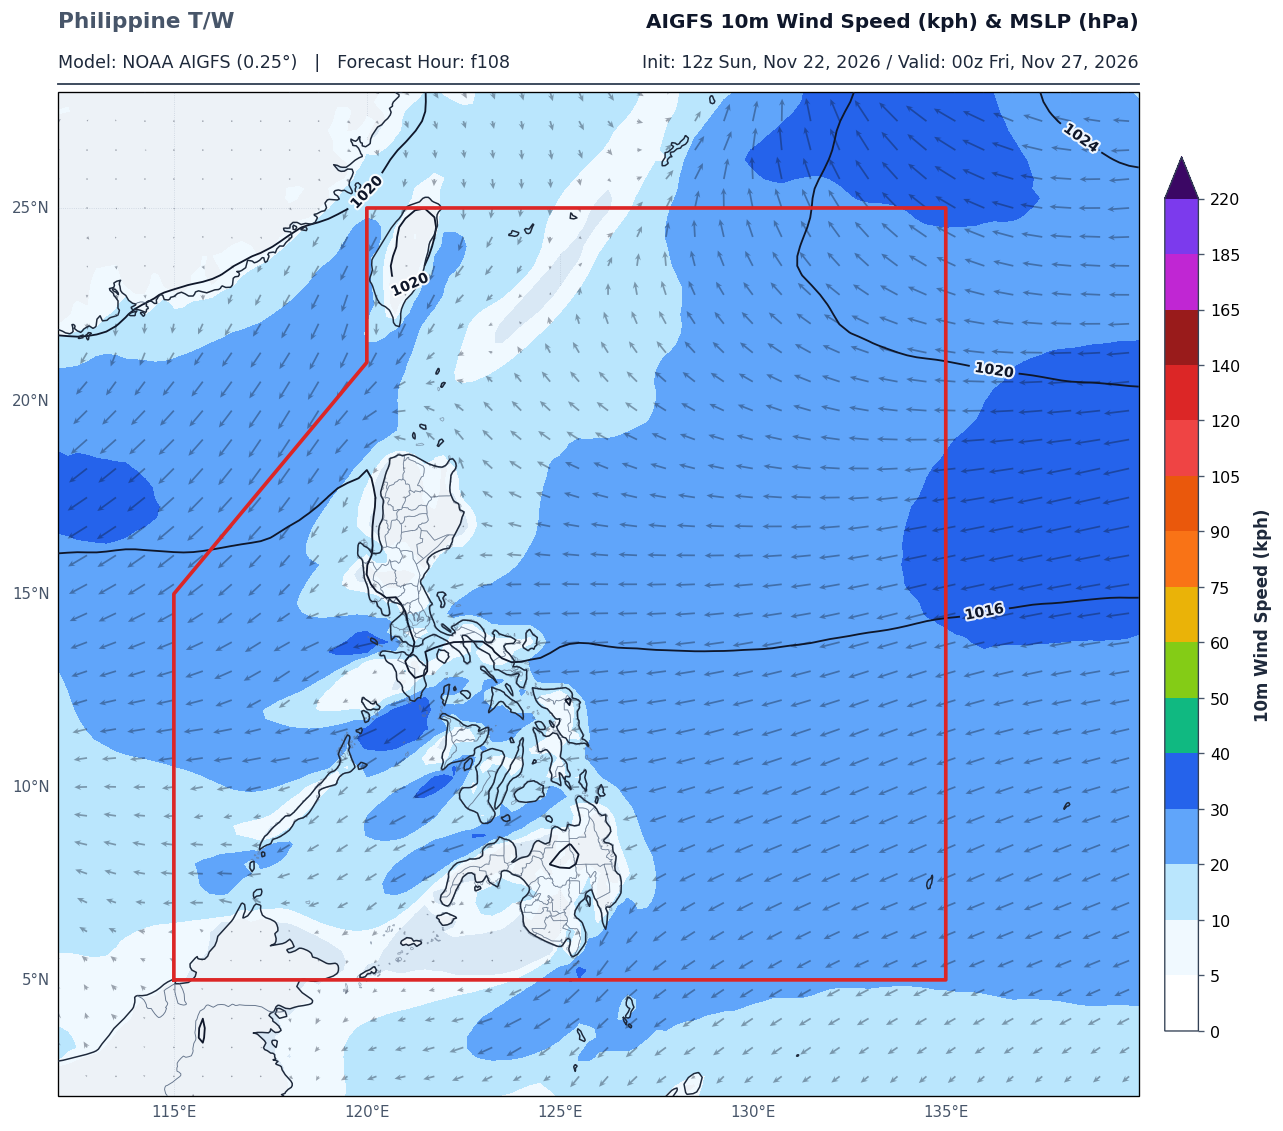 Philippine T/W
AIGFS 10m Wind Speed (kph) & MSLP (hPa)
Model: NOAA AIGFS (0.25°) | Forecast Hour: f108
Init: 12z Sun, Nov 22, 2026 / Valid: 00z Fri, Nov 27, 2026
1024
1020
1020
1020
1016
25°N
20°N
15°N
10°N
5°N
115°E
120°E
125°E
130°E
135°E
220
185
165
140
120
105
90
75
60
50
40
30
20
10
5
0
10m Wind Speed (kph)